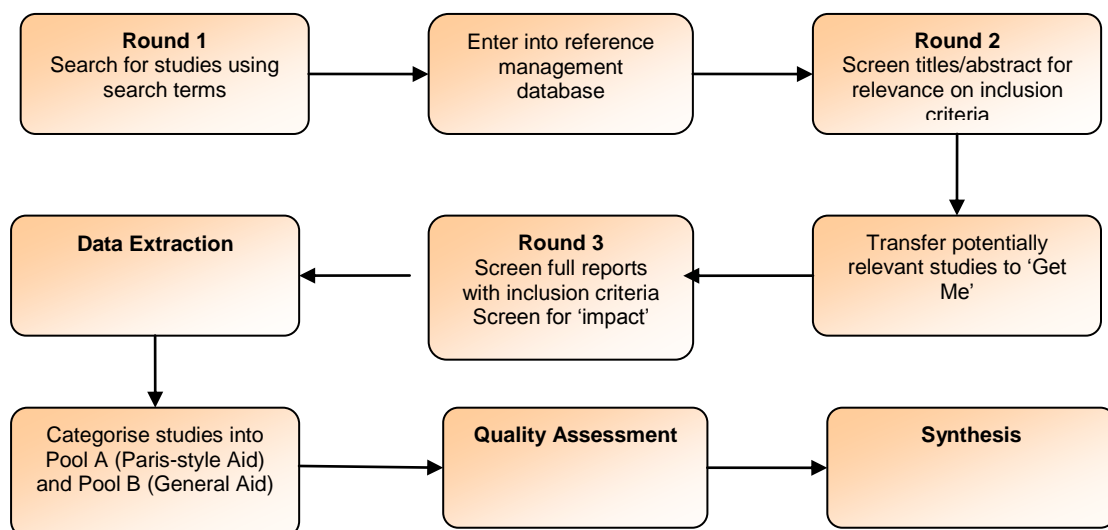 Round 1
Search for studies using
search terms
Enter into reference
management
database
Round 2
Screen titles/abstract for
relevance on inclusion
criteria
Transfer potentially
relevant studies to ‘Get
Me’
Round 3
Screen full reports
with inclusion criteria
Screen for ‘impact’
Data Extraction
Categorise studies into
Pool A (Paris-style Aid)
and Pool B (General Aid)
Quality Assessment
Synthesis